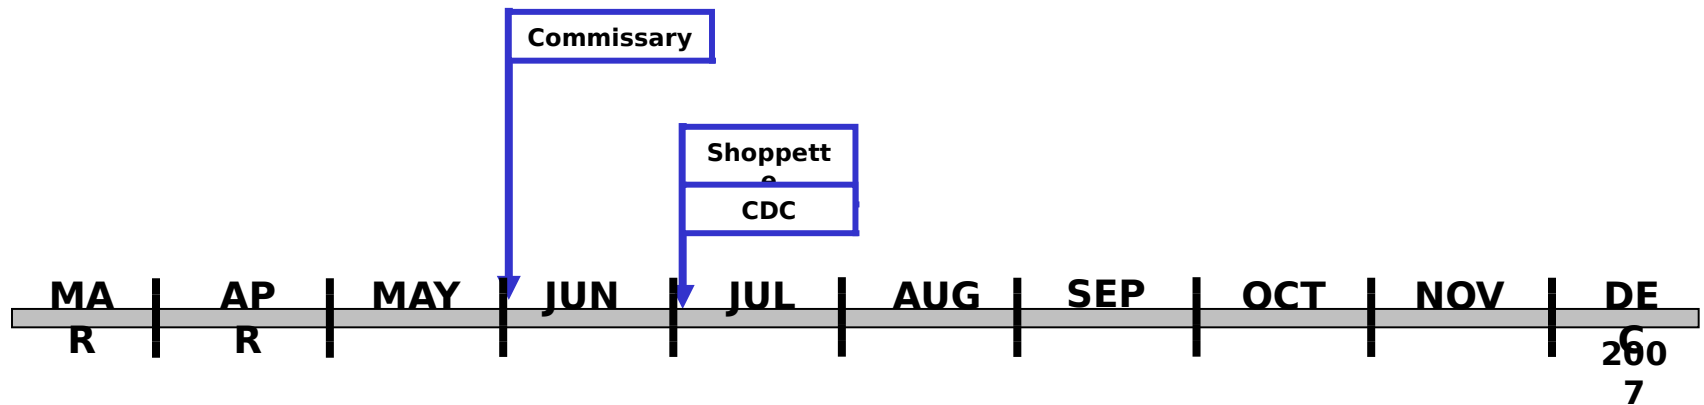 Commissary
Shoppett
e
CDC
MA
R
AP
R
MAY
JUN
JUL
AUG
SEP
OCT
NOV
DE
C
200
7